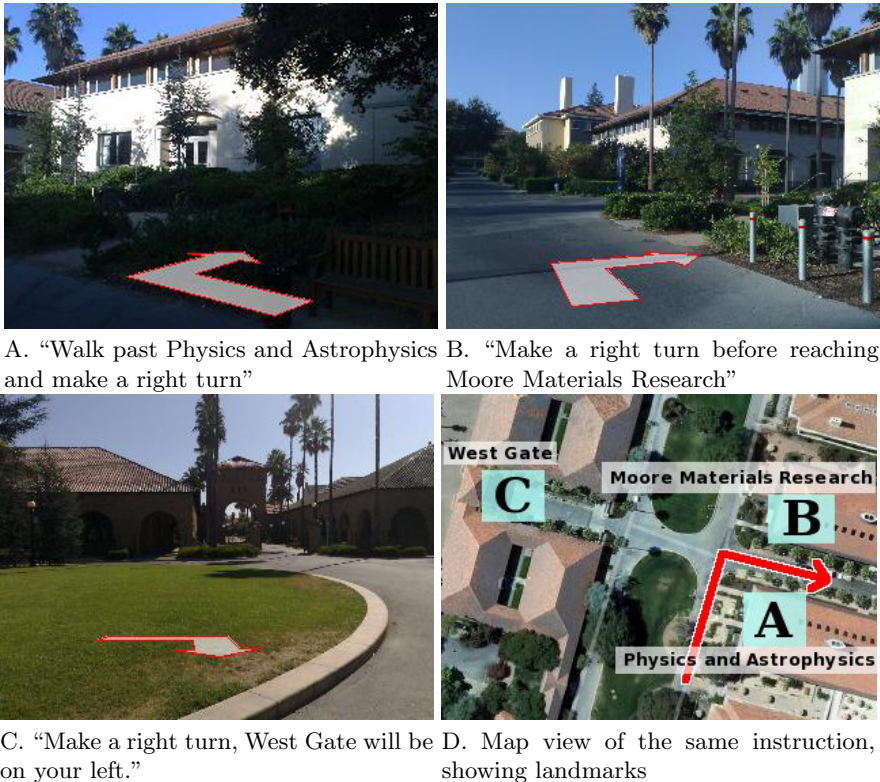 A. “Walk past Physics and Astrophysics
and make a right turn”
B. “Make a right turn before reaching
Moore Materials Research”
West Gate
C
Moore Materials Research
B
A
Physics and Astrophysics
C. “Make a right turn, West Gate will be
on your left.”
D. Map view of the same instruction,
showing landmarks